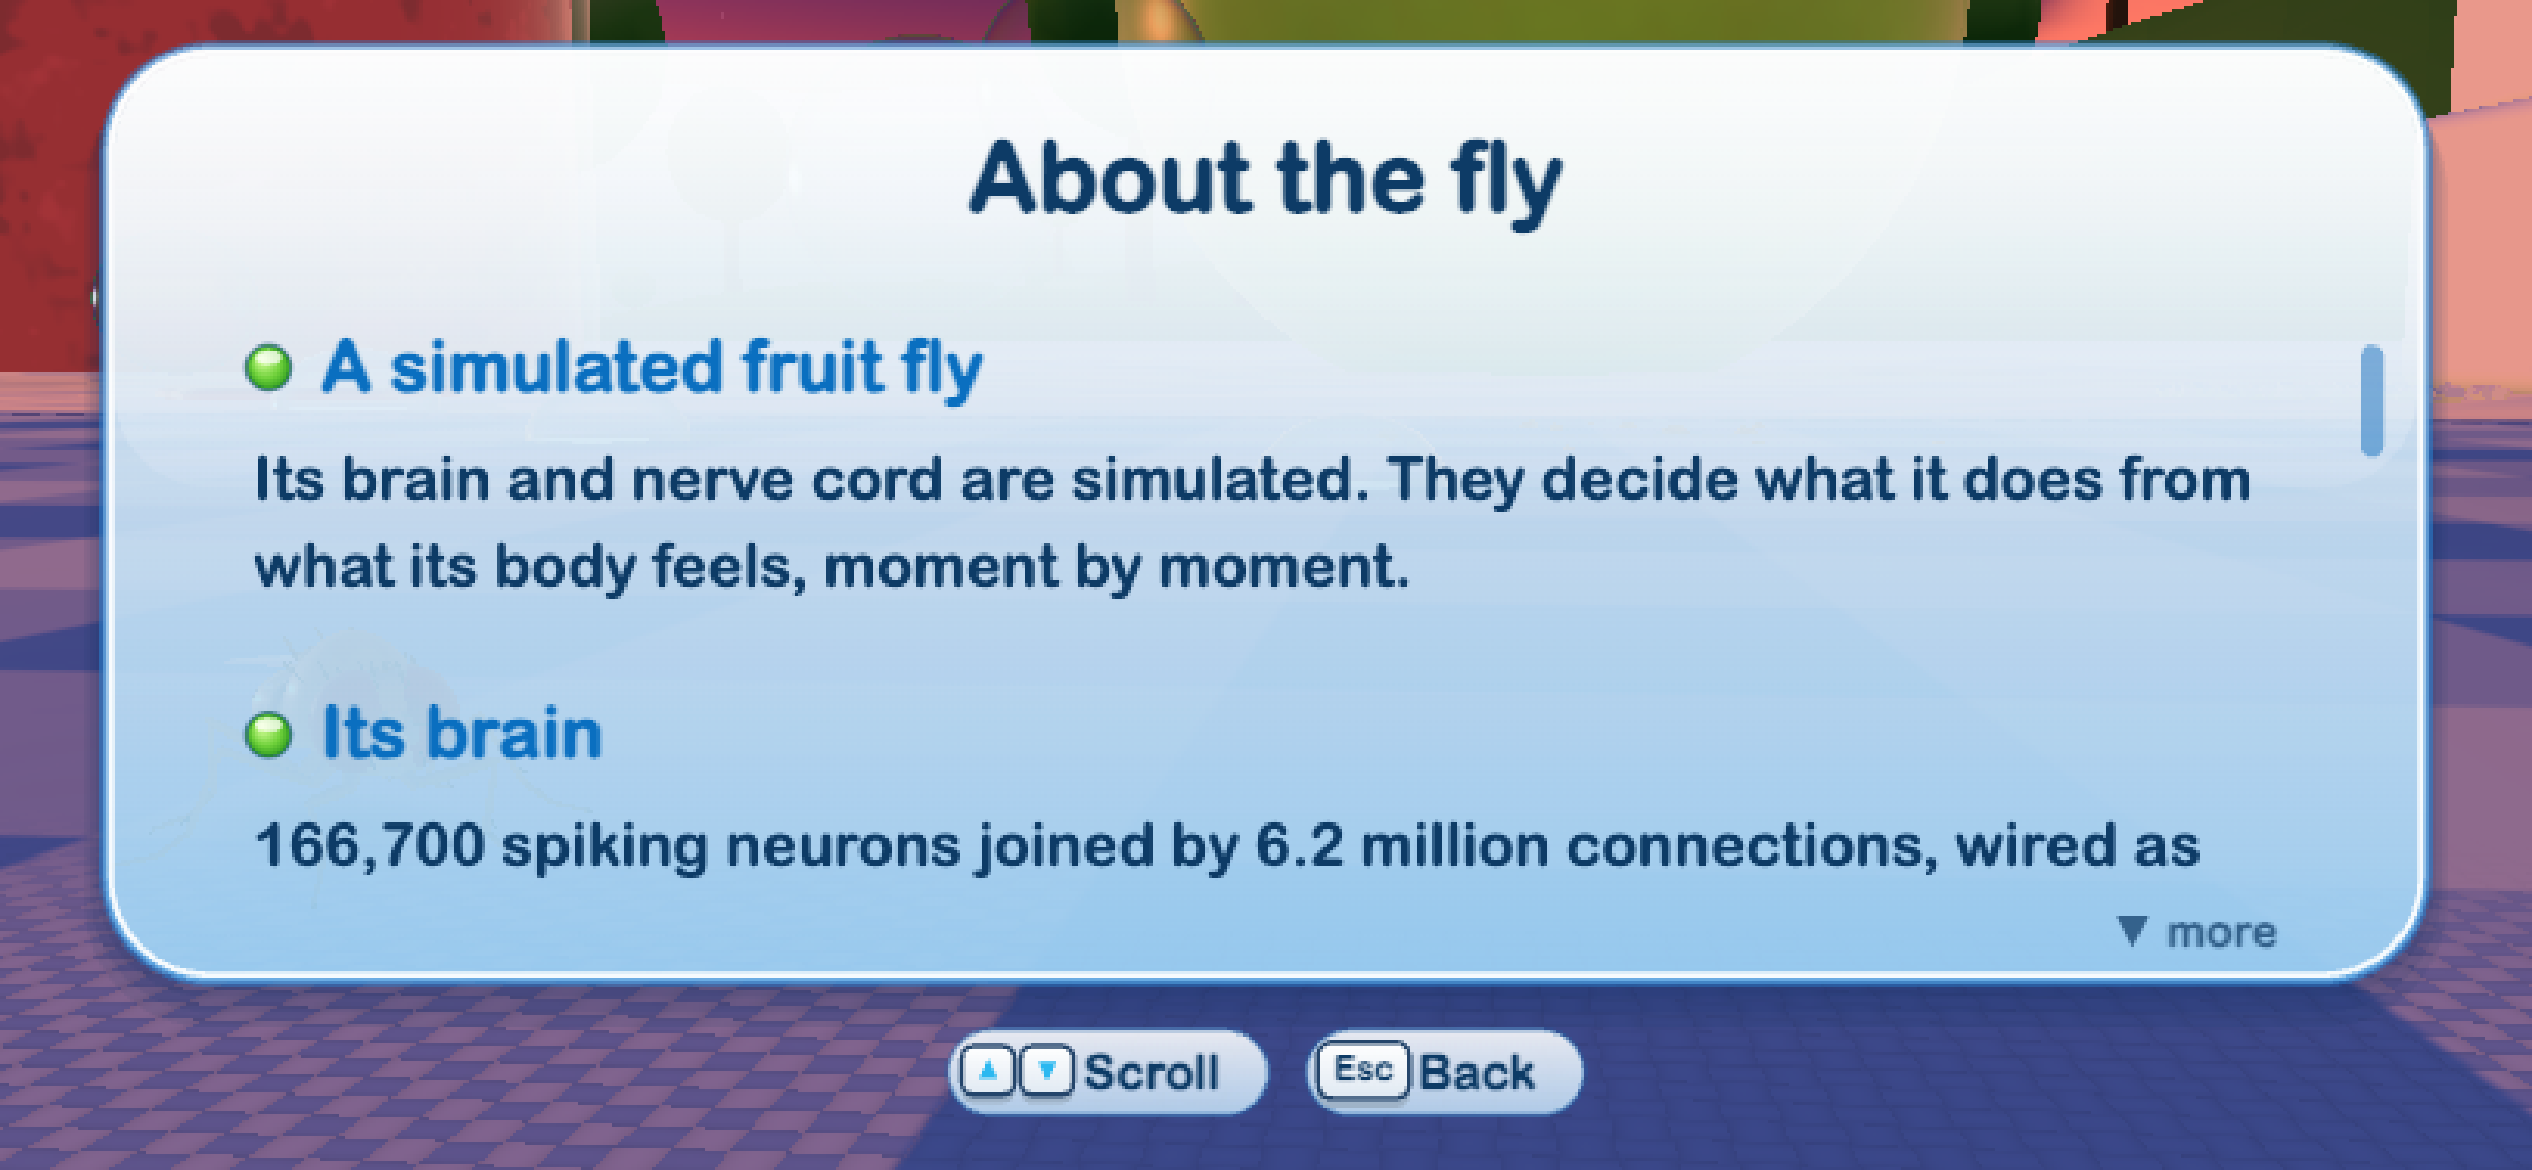 About the fly
A simulated fruit fly
Its brain and nerve cord are simulated. They decide what it does from
what its body feels, moment by moment.
Its brain
166,700 spiking neurons joined by 6.2 million connections, wired as
▼ more
▲ ▼ Scroll Esc Back